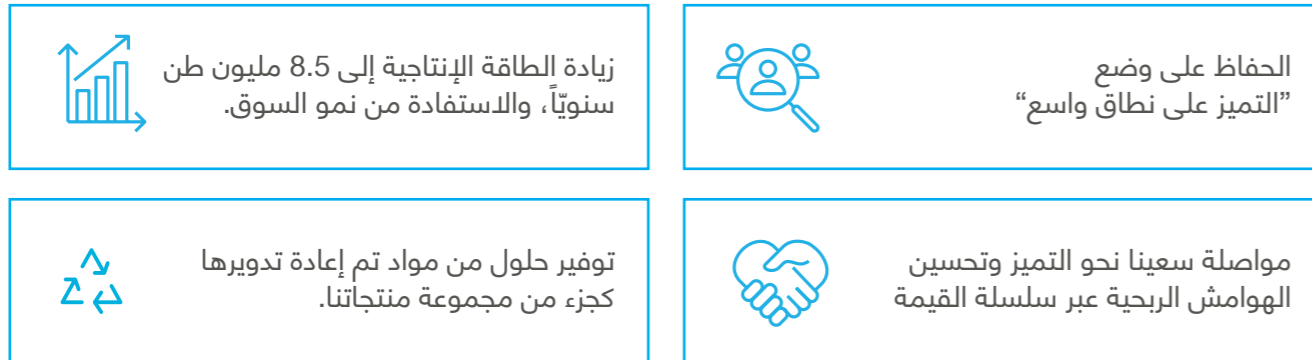 الحفاظ على وضع
”التميز على نطاق واسع“
زيادة الطاقة الإنتاجية إلى 8.5 مليون طن
سنويّاً، والاستفادة من نمو السوق.
مواصلة سعينا نحو التميز وتحسين
الهوامش الربحية عبر سلسلة القيمة
توفير حلول من مواد تم إعادة تدويرها
كجزء من مجموعة منتجاتنا.